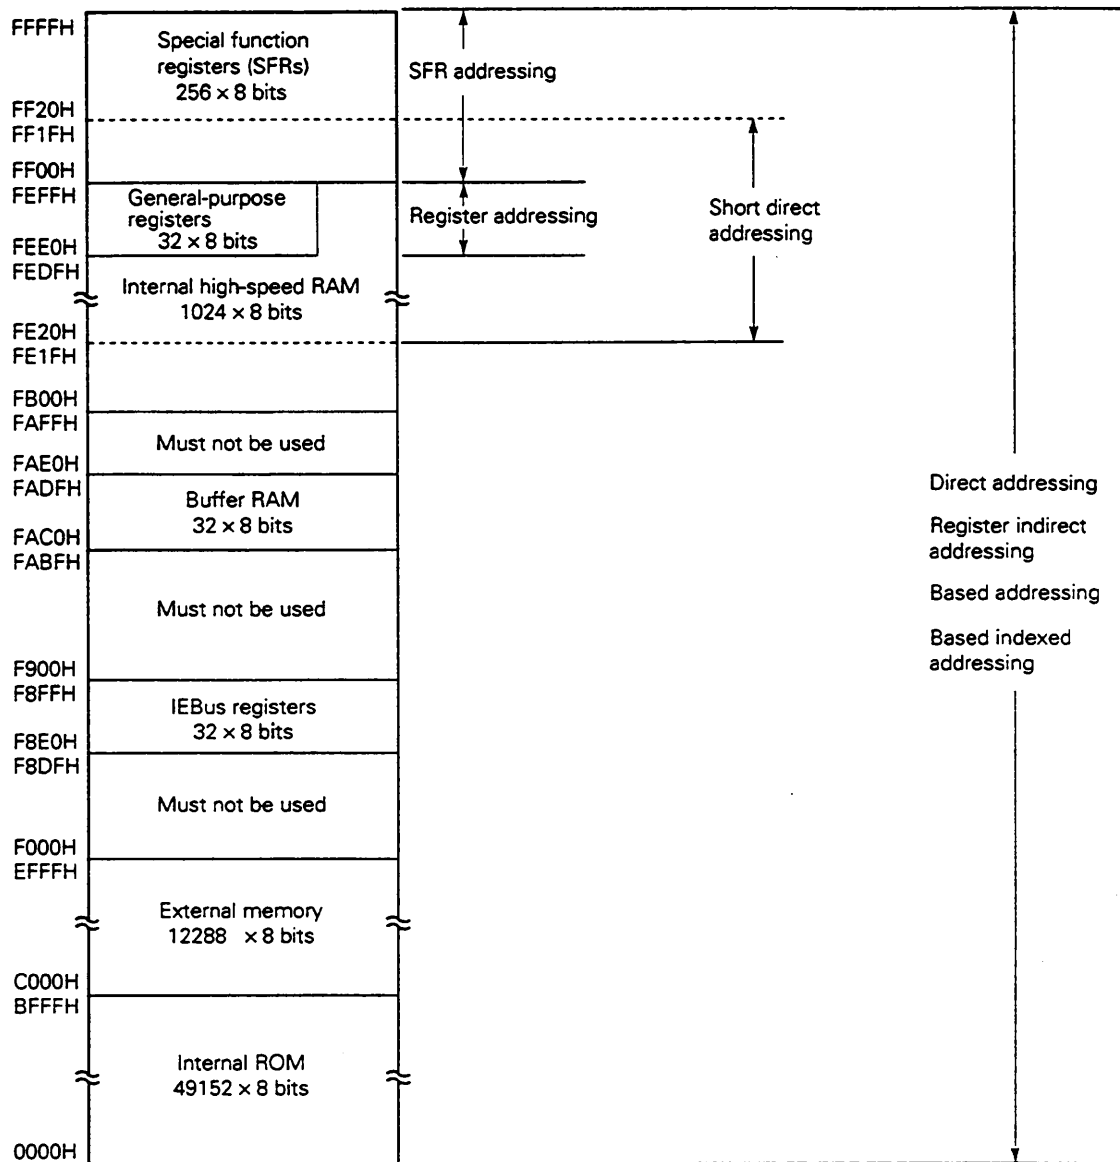 FFFFH
Special function
registers (SFRs)
256 × 8 bits
SFR addressing
FF20H
FF1FH
FF00H
FEFFH
General-purpose
registers
32 × 8 bits
Register addressing
Short direct
addressing
FEE0H
FEDFH
Internal high-speed RAM
1024 × 8 bits
FE20H
FE1FH
FB00H
FAFFH
Must not be used
FAE0H
FADFH
Buffer RAM
32 × 8 bits
FAC0H
FABFH
Must not be used
F900H
F8FFH
IEBus registers
32 × 8 bits
F8E0H
F8DFH
Must not be used
F000H
EFFFH
External memory
12288 × 8 bits
C000H
BFFFH
Internal ROM
49152 × 8 bits
0000H
Direct addressing
Register indirect
addressing
Based addressing
Based indexed
addressing